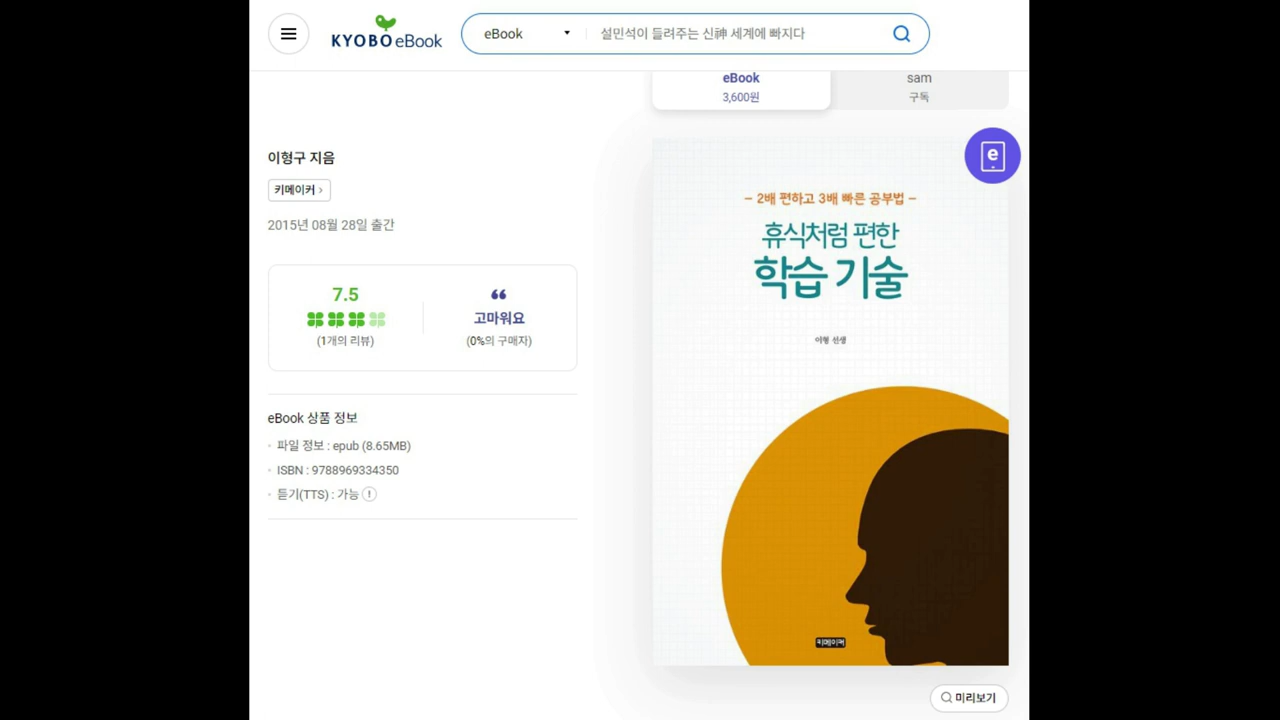 KYOBO eBook
eBook
설민석이 들려주는 신神 세계에 빠지다
eBook
3,600원
sam
구독
이형구 지음
키메이커 >
2015년 08월 28일 출간
7.5
(1개의 리뷰)
고마워요
(0%의 구매자)
eBook 상품 정보
파일 정보 : epub (8.65MB)
ISBN : 9788969334350
듣기(TTS) : 가능 !
e
– 2배 편하고 3배 빠른 공부법 –
휴식처럼 편한
학습 기술
이형 선생
키메이커
미리보기